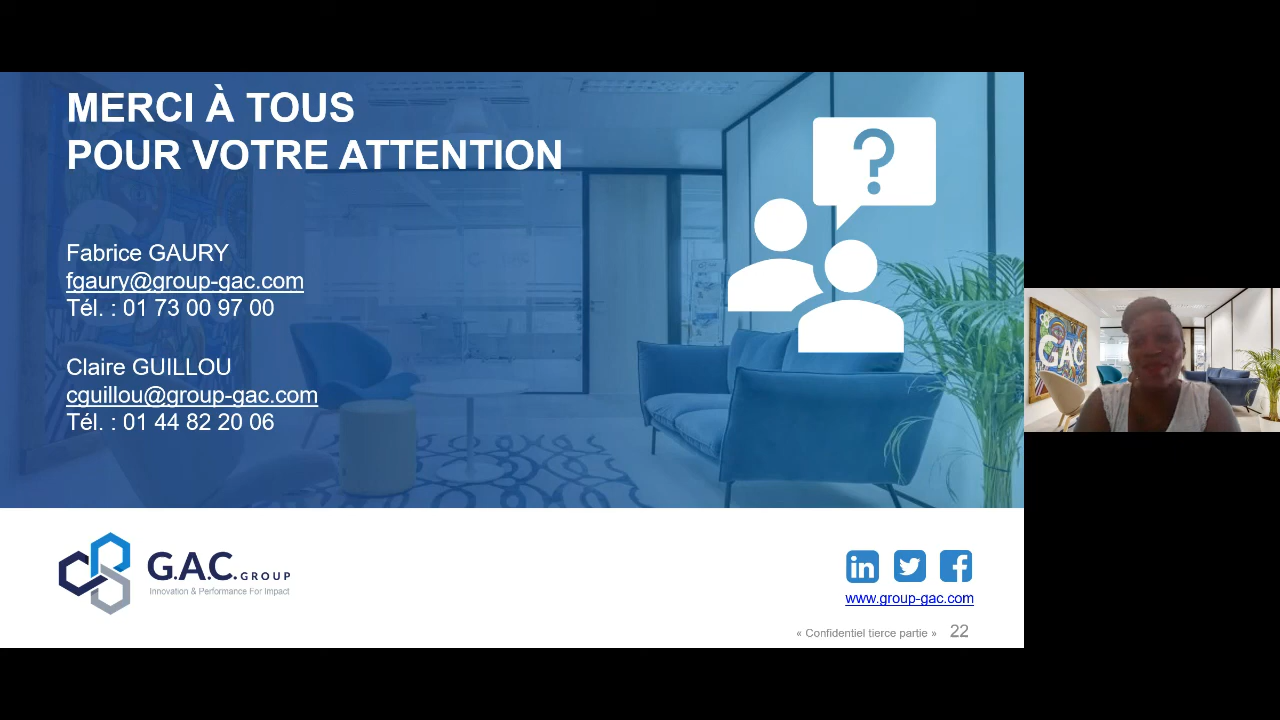 MERCI À TOUS
POUR VOTRE ATTENTION
?
Fabrice GAURY
fgaury@group-gac.com
Tél. : 01 73 00 97 00
Claire GUILLOU
cguillou@group-gac.com
Tél. : 01 44 82 20 06
GAC
G.A.C. GROUP
Innovation & Performance For Impact
in
f
www.group-gac.com
« Confidentiel tierce partie » 22